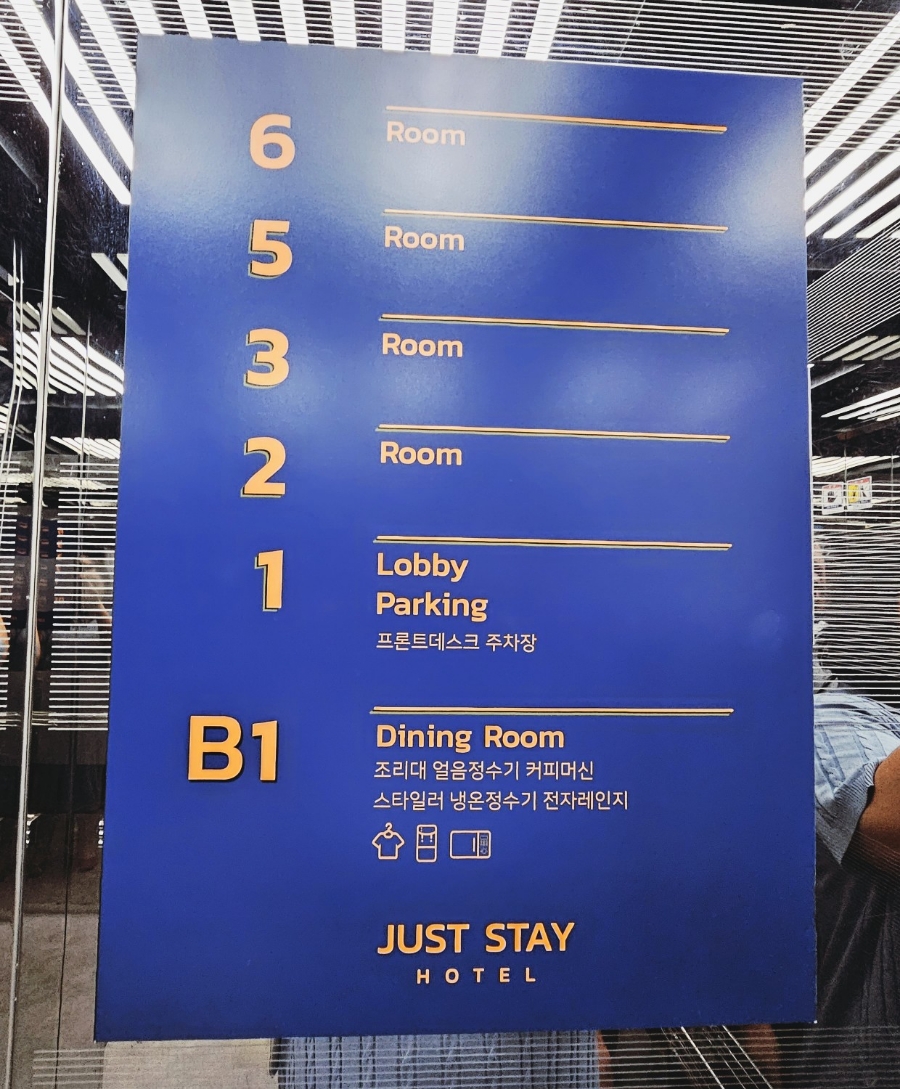 6 Room
5 Room
3 Room
2 Room
1 Lobby
Parking
프론트데스크 주차장
B1 Dining Room
조리대 얼음정수기 커피머신
스타일러 냉온정수기 전자레인지
JUST STAY
HOTEL